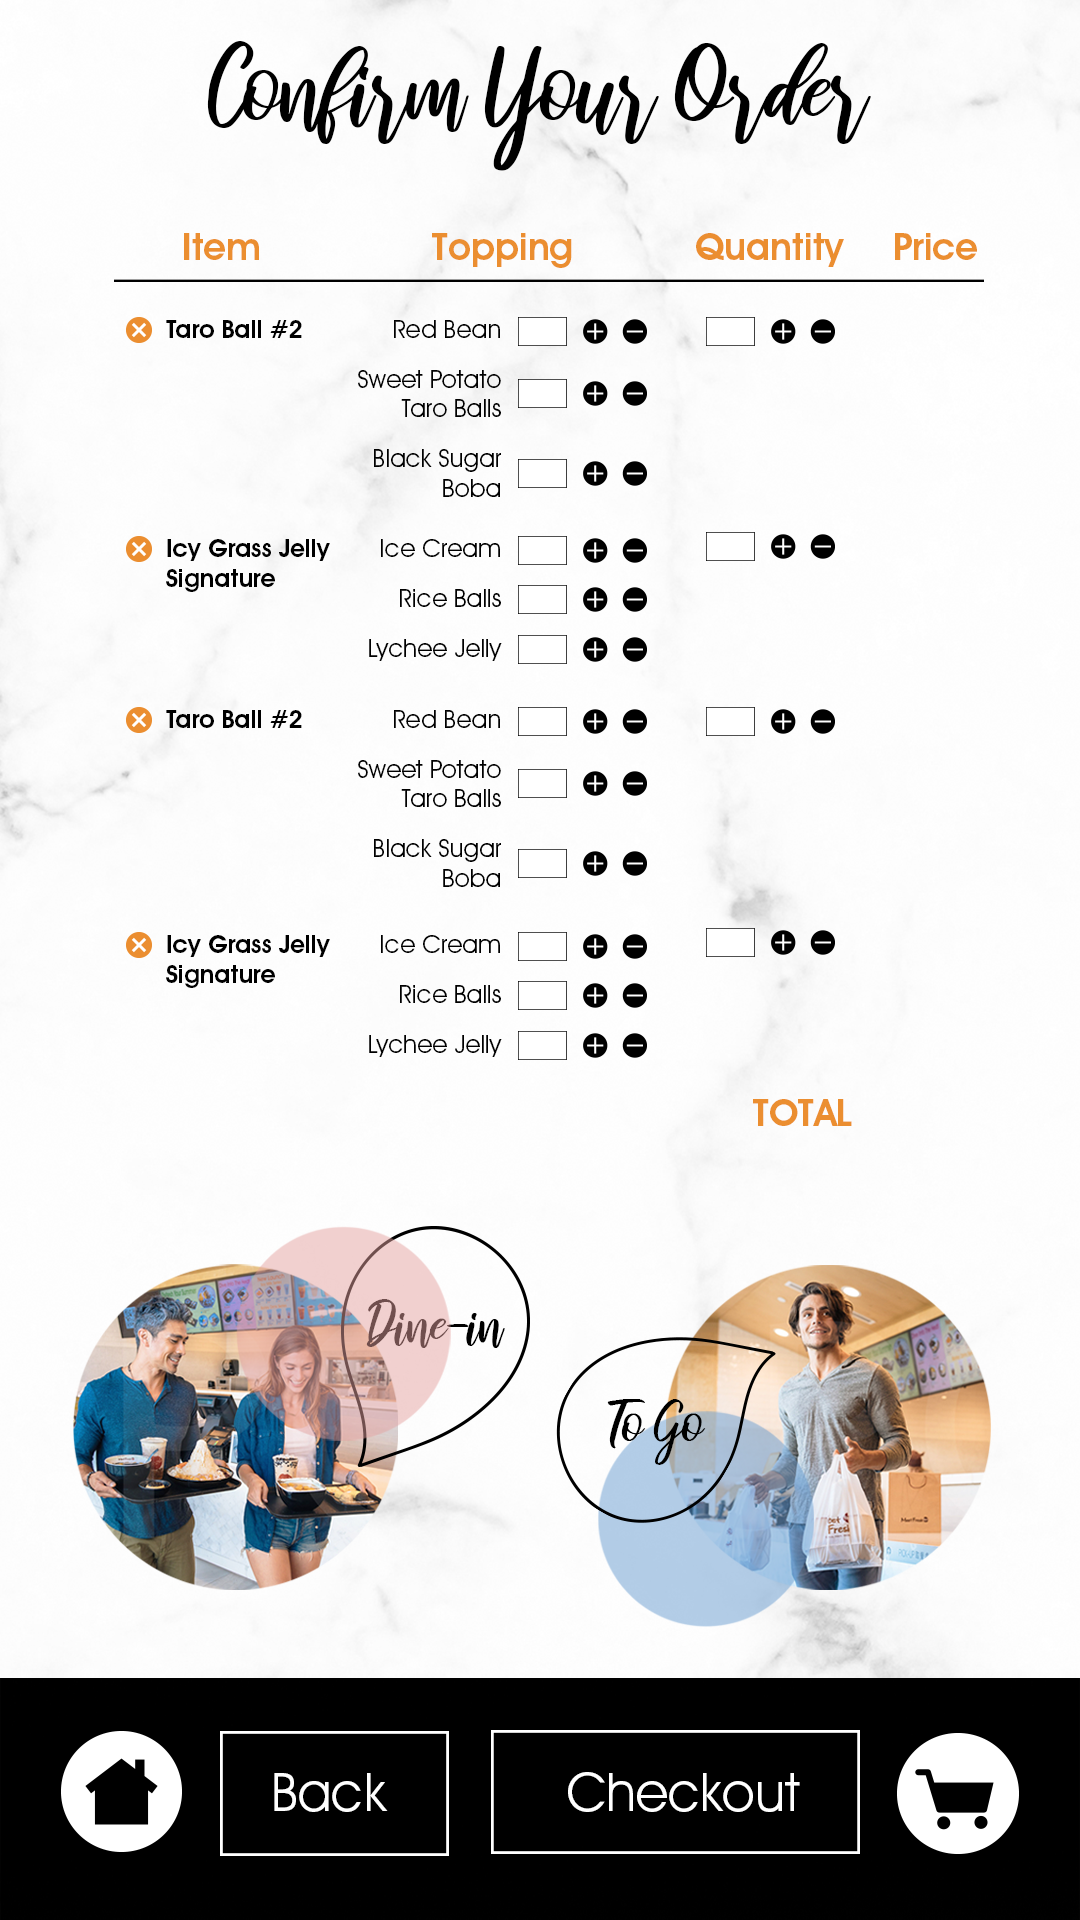 Confirm Your Order
Item Topping Quantity Price
Taro Ball #2 Red Bean
Sweet Potato
Taro Balls
Black Sugar
Boba
Icy Grass Jelly Ice Cream
Signature
Rice Balls
Lychee Jelly
Taro Ball #2 Red Bean
Sweet Potato
Taro Balls
Black Sugar
Boba
Icy Grass Jelly Ice Cream
Signature
Rice Balls
Lychee Jelly
TOTAL
Dine-in
To Go
Back Checkout